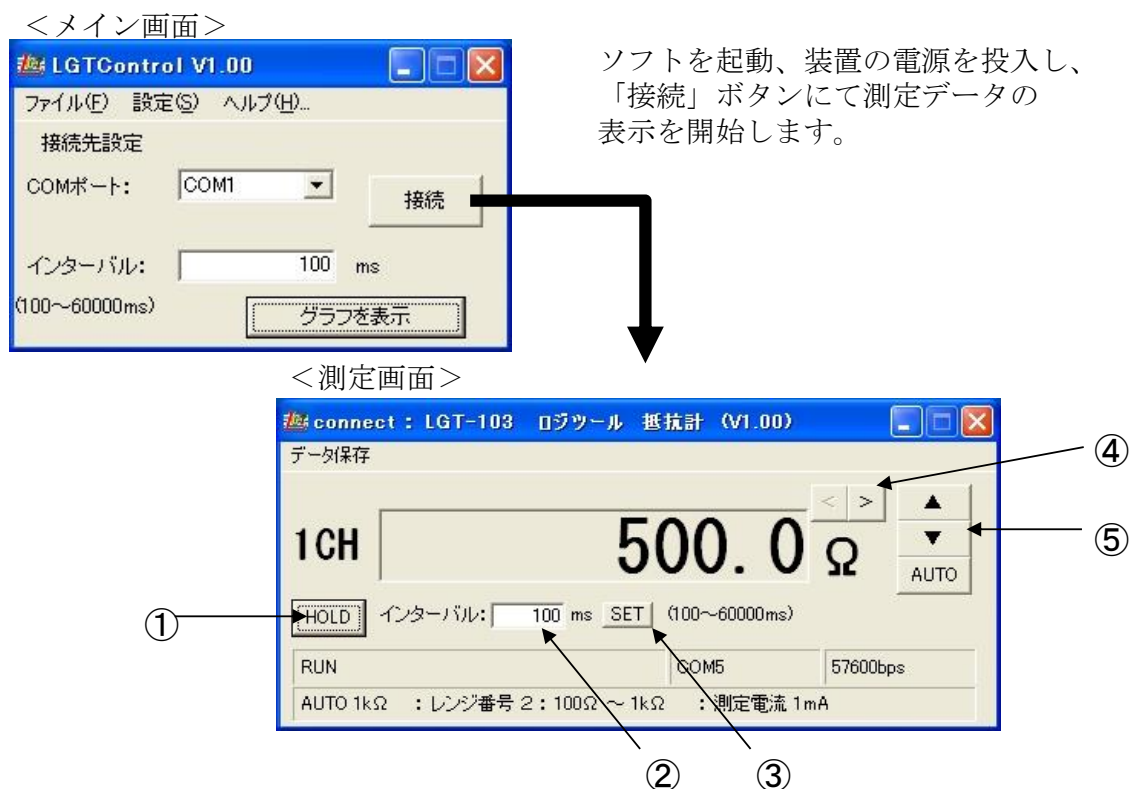 ＜メイン画面＞
LGTControl V1.00
ファイル(F) 設定(S) ヘルプ(H)...
接続先設定
COMポート: COM1
接続
インターバル: 100 ms
(100～60000ms)
グラフを表示
ソフトを起動、装置の電源を投入し、
「接続」ボタンにて測定データの
表示を開始します。
＜測定画面＞
connect : LGT-103 ロジツール 抵抗計 (V1.00)
データ保存
< >
④
1CH 500.0 Ω
▲
▼
AUTO
⑤
①
HOLD インターバル: 100 ms SET (100～60000ms)
RUN COM5 57600bps
AUTO 1kΩ ：レンジ番号 2：100Ω ～ 1kΩ ：測定電流 1mA
② ③